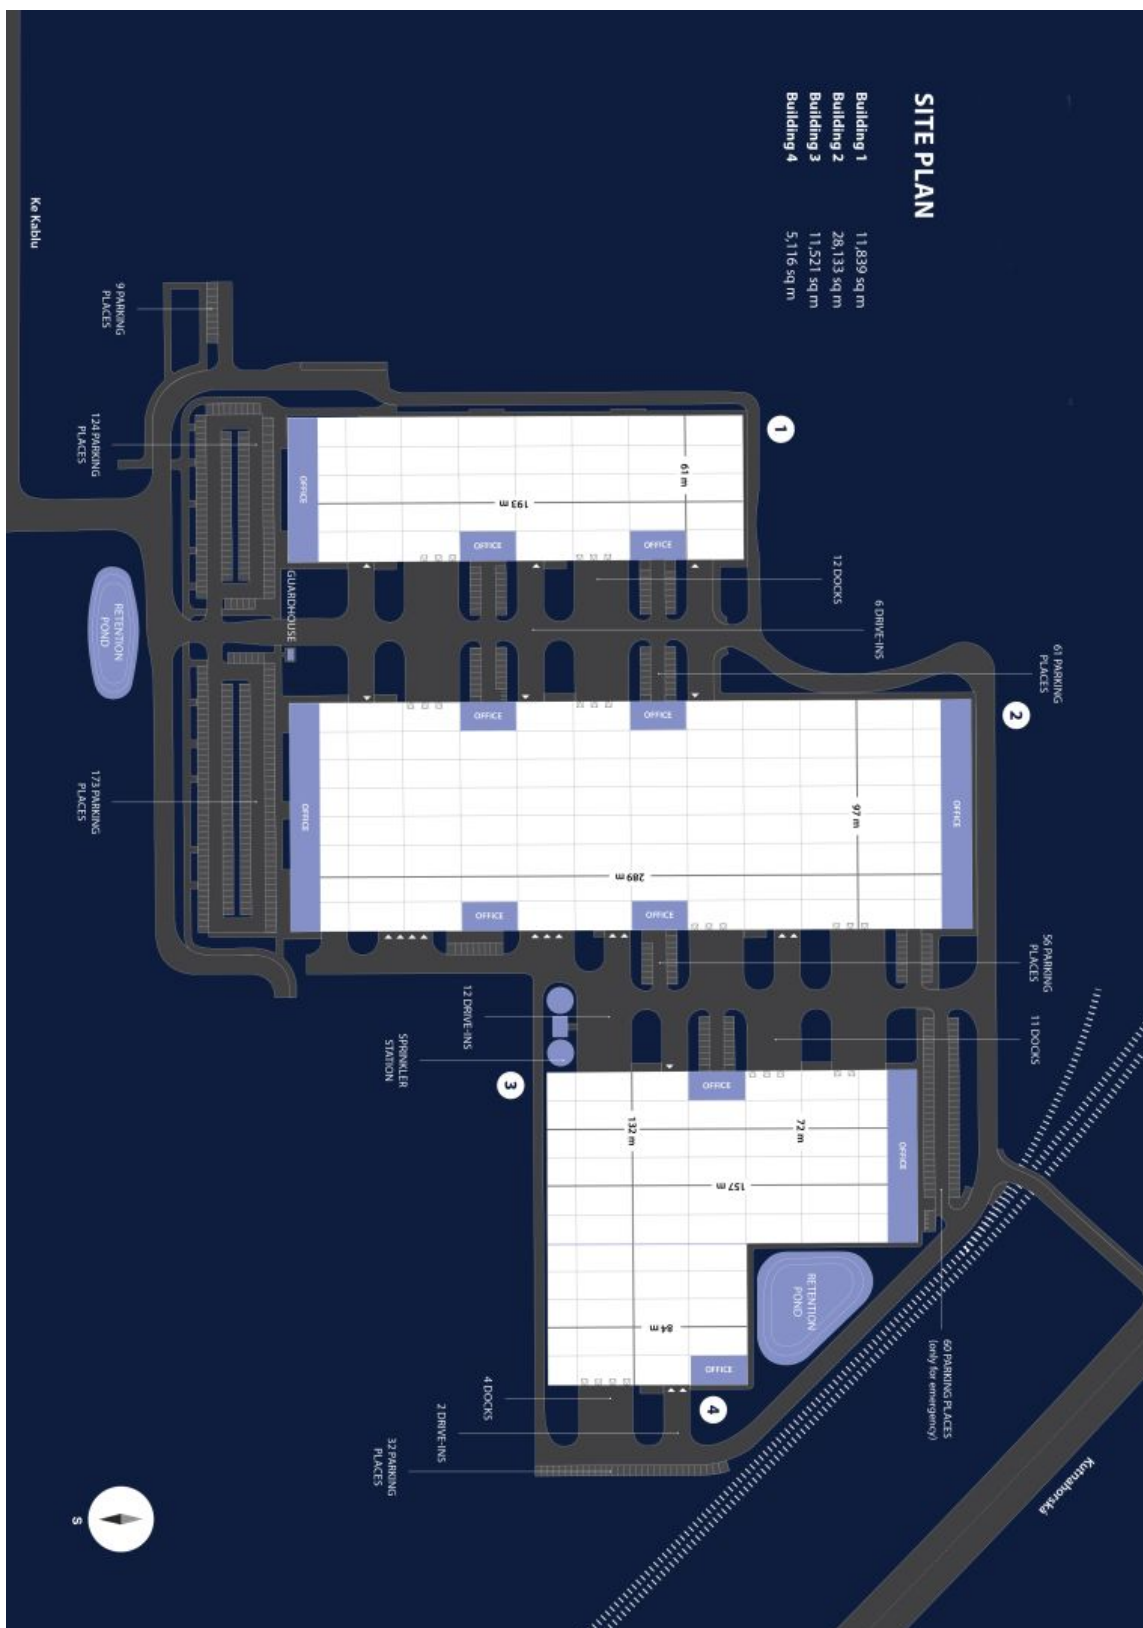 SITE PLAN
Building 1 11,839 sq m
Building 2 28,133 sq m
Building 3 11,521 sq m
Building 4 5,116 sq m
Ke Kablu
9 PARKING
PLACES
124 PARKING
PLACES
RETENTION
POND
173 PARKING
PLACES
1
61 m
193 m
OFFICE
OFFICE
OFFICE
GUARDHOUSE
12 DOCKS
6 DRIVE-INS
61 PARKING
PLACES
2
97 m
289 m
OFFICE
OFFICE
OFFICE
OFFICE
OFFICE
OFFICE
56 PARKING
PLACES
11 DOCKS
12 DRIVE-INS
SPRINKLER
STATION
3
132 m
72 m
157 m
84 m
OFFICE
OFFICE
OFFICE
RETENTION
POND
60 PARKING PLACES
(only for emergency)
4
4 DOCKS
2 DRIVE-INS
32 PARKING
PLACES
Kutnahorská
S